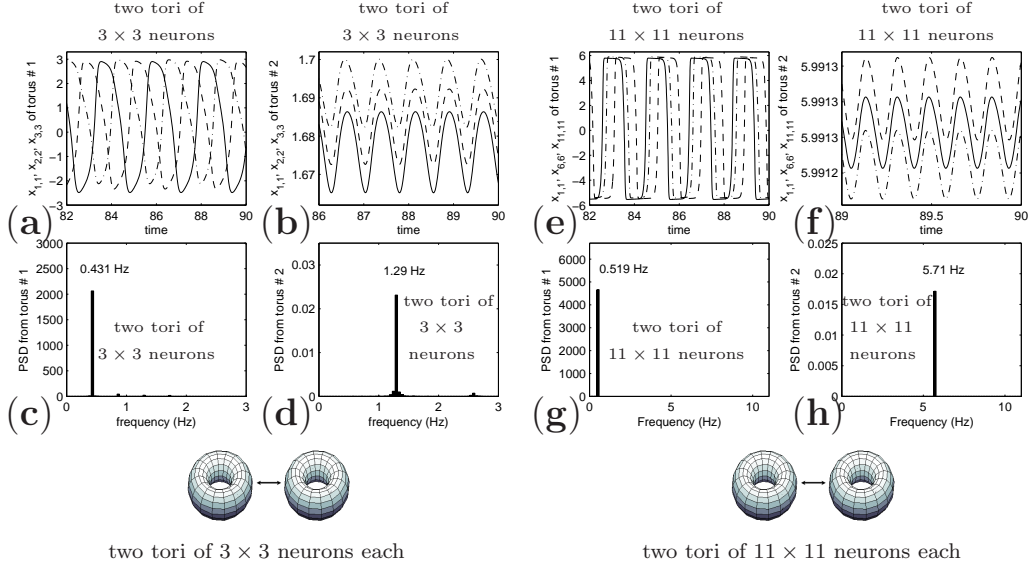 two tori of
3 × 3 neurons
x1,1, x2,2, x3,3 of torus # 1
3
2
1
0
−1
−2
−3
82
84
86
88
90
time
(a)
two tori of
3 × 3 neurons
x1,1, x2,2, x3,3 of torus # 2
1.7
1.69
1.68
1.67
86
87
88
89
90
time
(b)
two tori of
11 × 11 neurons
x1,1, x6,6, x11,11 of torus # 1
6
4
2
0
−2
−4
−6
82
84
86
88
90
time
(e)
two tori of
11 × 11 neurons
x1,1, x6,6, x11,11 of torus # 2
5.9913
5.9913
5.9913
5.9912
89
89.5
90
time
(f)
PSD from torus # 1
3000
2500
2000
1500
1000
500
0
0.431 Hz
two tori of
3 × 3 neurons
0
1
2
3
frequency (Hz)
(c)
PSD from torus # 2
0.03
0.02
0.01
0
1.29 Hz
two tori of
3 × 3
neurons
0
1
2
3
frequency (Hz)
(d)
PSD from torus # 1
6000
5000
4000
3000
2000
1000
0
0.519 Hz
two tori of
11 × 11 neurons
0
5
10
Frequency (Hz)
(g)
PSD from torus # 2
0.025
0.02
0.015
0.01
0.005
0
5.71 Hz
two tori of
11 × 11
neurons
0
5
10
Frequency (Hz)
(h)
two tori of 3 × 3 neurons each
two tori of 11 × 11 neurons each